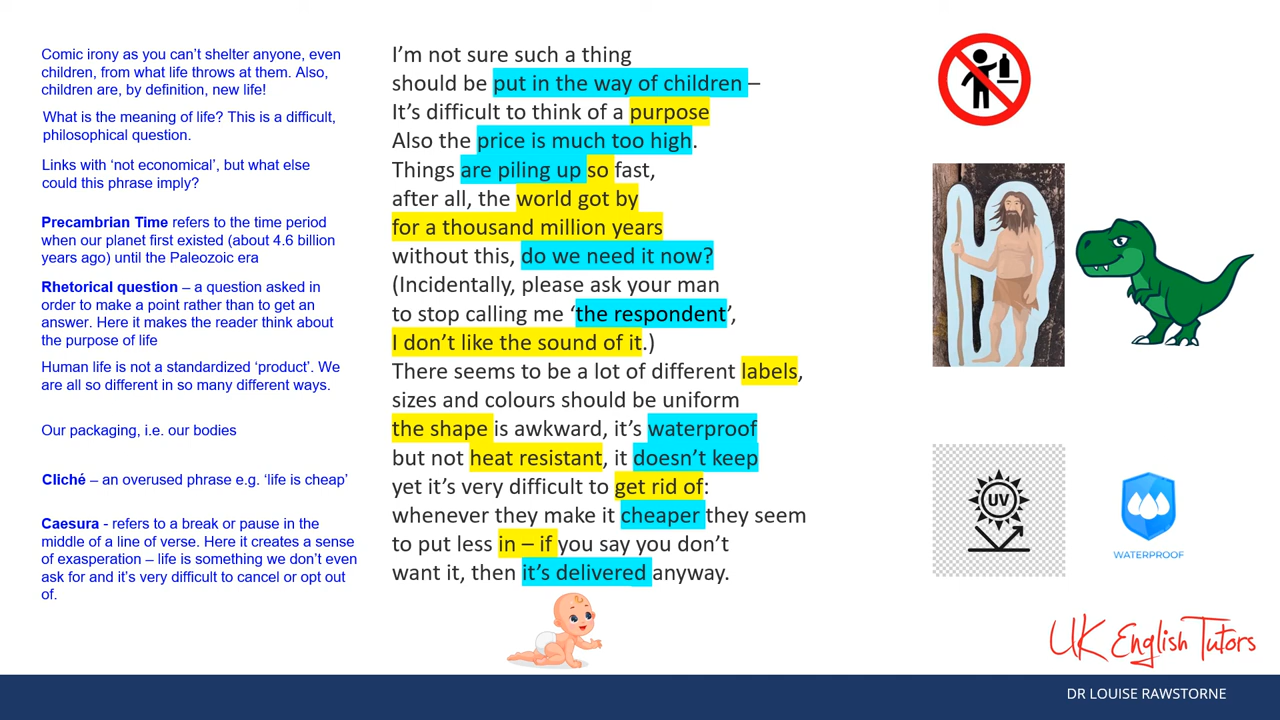 Comic irony as you can't shelter anyone, even
children, from what life throws at them. Also,
children are, by definition, new life!
What is the meaning of life? This is a difficult,
philosophical question.
Links with 'not economical', but what else
could this phrase imply?
Precambrian Time refers to the time period
when our planet first existed (about 4.6 billion
years ago) until the Paleozoic era
Rhetorical question – a question asked in
order to make a point rather than to get an
answer. Here it makes the reader think about
the purpose of life
Human life is not a standardized 'product'. We
are all so different in so many different ways.
Our packaging, i.e. our bodies
Cliché – an overused phrase e.g. 'life is cheap'
Caesura - refers to a break or pause in the
middle of a line of verse. Here it creates a sense
of exasperation – life is something we don't even
ask for and it's very difficult to cancel or opt out
of.
I'm not sure such a thing
should be put in the way of children –
It's difficult to think of a purpose
Also the price is much too high.
Things are piling up so fast,
after all, the world got by
for a thousand million years
without this, do we need it now?
(Incidentally, please ask your man
to stop calling me 'the respondent',
I don't like the sound of it.)
There seems to be a lot of different labels,
sizes and colours should be uniform
the shape is awkward, it's waterproof
but not heat resistant, it doesn't keep
yet it's very difficult to get rid of:
whenever they make it cheaper they seem
to put less in – if you say you don't
want it, then it's delivered anyway.
UV
WATERPROOF
UK English Tutors
DR LOUISE RAWSTORNE